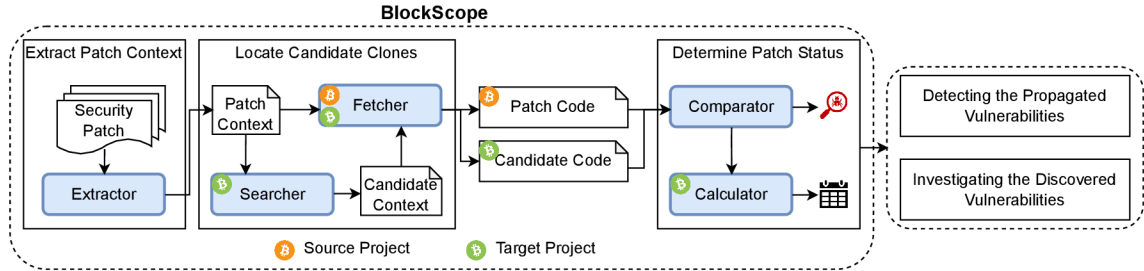 BlockScope
Extract Patch Context
Locate Candidate Clones
Determine Patch Status
Security
Patch
Extractor
Patch
Context
Fetcher
Searcher
Candidate
Context
Patch Code
Candidate Code
Comparator
Calculator
Detecting the Propagated
Vulnerabilities
Investigating the Discovered
Vulnerabilities
Source Project
Target Project